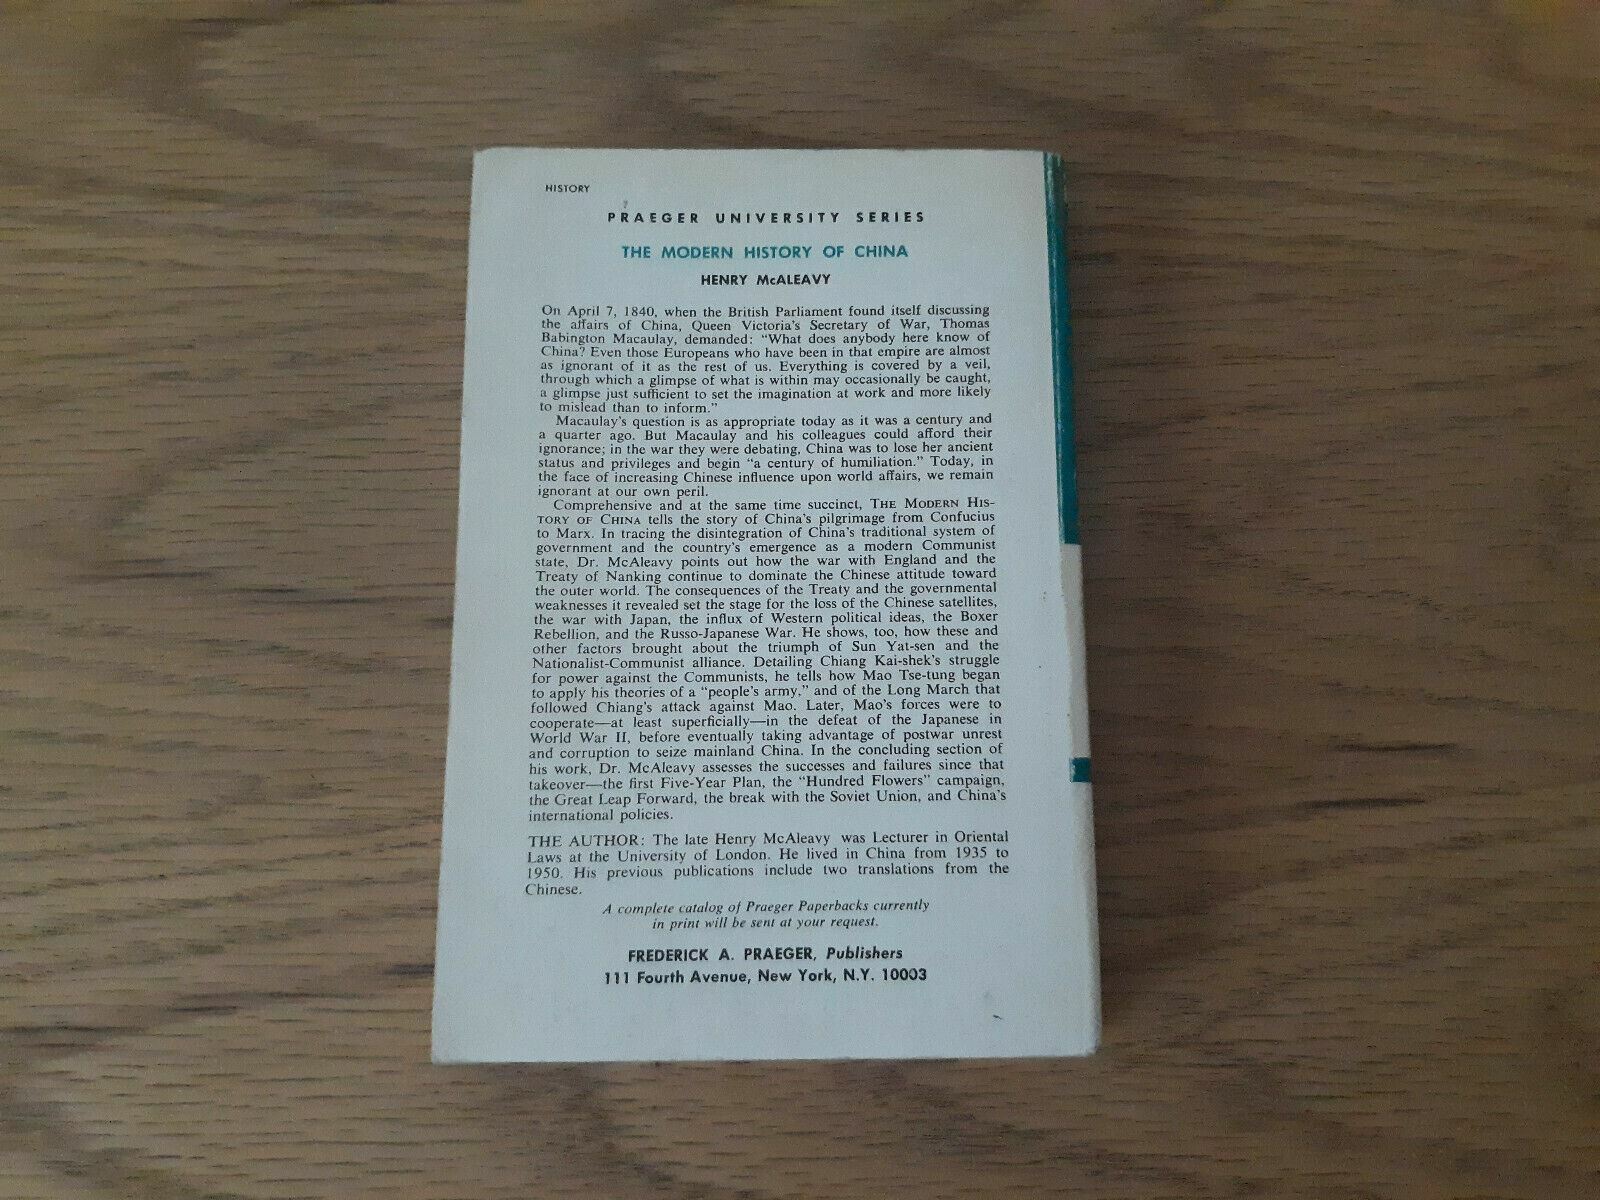 HISTORY
PRAEGER UNIVERSITY SERIES
THE MODERN HISTORY OF CHINA
HENRY McALEAVY
On April 7, 1840, when the British Parliament found itself discussing
the affairs of China, Queen Victoria's Secretary of War, Thomas
Babington Macaulay, demanded: "What does anybody here know of
China? Even those Europeans who have been in that empire are almost
as ignorant of it as the rest of us. Everything is covered by a veil,
through which a glimpse of what is within may occasionally be caught,
a glimpse just sufficient to set the imagination at work and more likely
to mislead than to inform."
Macaulay's question is as appropriate today as it was a century and
a quarter ago. But Macaulay and his colleagues could afford their
ignorance; in the war they were debating, China was to lose her ancient
status and privileges and begin "a century of humiliation." Today, in
the face of increasing Chinese influence upon world affairs, we remain
ignorant at our own peril.
Comprehensive and at the same time succinct, THE MODERN HIS-
TORY OF CHINA tells the story of China's pilgrimage from Confucius
to Marx. In tracing the disintegration of China's traditional system of
government and the country's emergence as a modern Communist
state, Dr. McAleavy points out how the war with England and the
Treaty of Nanking continue to dominate the Chinese attitude toward
the outer world. The consequences of the Treaty and the governmental
weaknesses it revealed set the stage for the loss of the Chinese satellites,
the war with Japan, the influx of Western political ideas, the Boxer
Rebellion, and the Russo-Japanese War. He shows, too, how these and
other factors brought about the triumph of Sun Yat-sen and the
Nationalist-Communist alliance. Detailing Chiang Kai-shek's struggle
for power against the Communists, he tells how Mao Tse-tung began
to apply his theories of a "people's army," and of the Long March that
followed Chiang's attack against Mao. Later, Mao's forces were to
cooperate—at least superficially—in the defeat of the Japanese in
World War II, before eventually taking advantage of postwar unrest
and corruption to seize mainland China. In the concluding section of
his work, Dr. McAleavy assesses the successes and failures since that
takeover—the first Five-Year Plan, the "Hundred Flowers" campaign,
the Great Leap Forward, the break with the Soviet Union, and China's
international policies.
THE AUTHOR: The late Henry McAleavy was Lecturer in Oriental
Laws at the University of London. He lived in China from 1935 to
1950. His previous publications include two translations from the
Chinese.
A complete catalog of Praeger Paperbacks currently
in print will be sent at your request.
FREDERICK A. PRAEGER, Publishers
111 Fourth Avenue, New York, N.Y. 10003